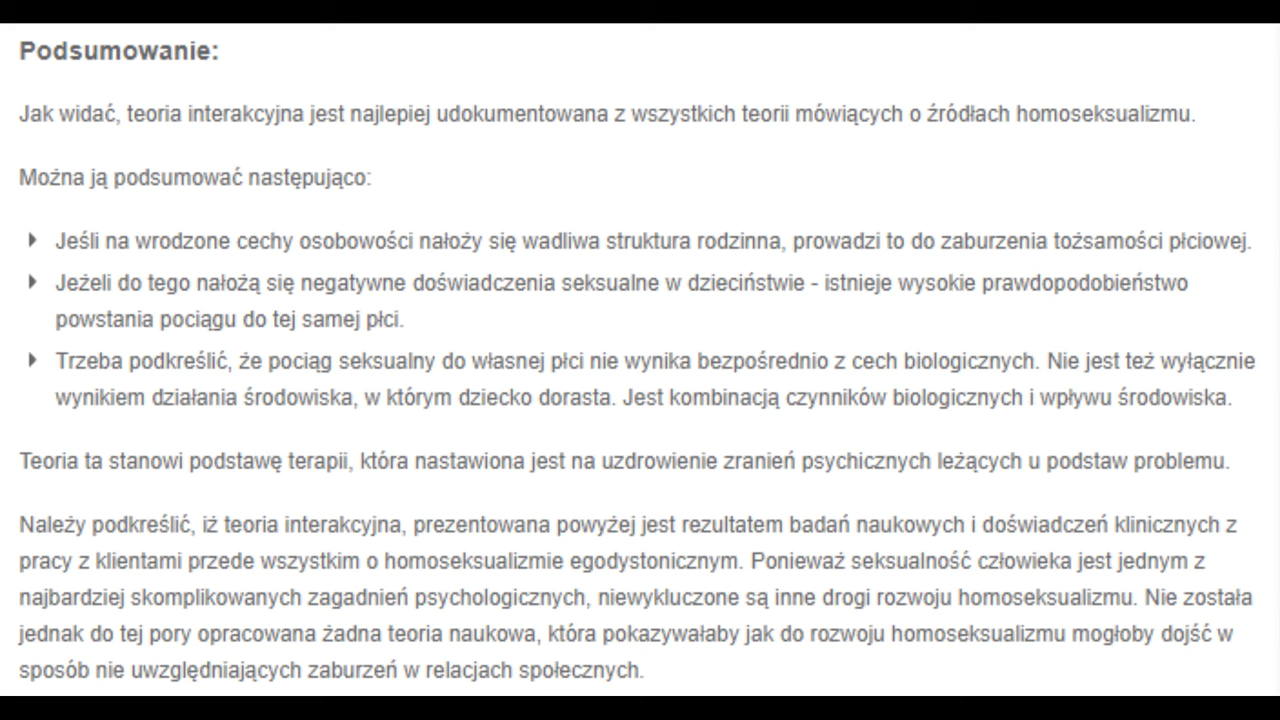 Podsumowanie:
Jak widać, teoria interakcyjna jest najlepiej udokumentowana z wszystkich teorii mówiących o źródłach homoseksualizmu.
Można ją podsumować następująco:
Jeśli na wrodzone cechy osobowości nałoży się wadliwa struktura rodzinna, prowadzi to do zaburzenia tożsamości płciowej.
Jeżeli do tego nałożą się negatywne doświadczenia seksualne w dzieciństwie - istnieje wysokie prawdopodobieństwo
powstania pociągu do tej samej płci.
Trzeba podkreślić, że pociąg seksualny do własnej płci nie wynika bezpośrednio z cech biologicznych. Nie jest też wyłącznie
wynikiem działania środowiska, w którym dziecko dorasta. Jest kombinacją czynników biologicznych i wpływu środowiska.
Teoria ta stanowi podstawę terapii, która nastawiona jest na uzdrowienie zranień psychicznych leżących u podstaw problemu.
Należy podkreślić, iż teoria interakcyjna, prezentowana powyżej jest rezultatem badań naukowych i doświadczeń klinicznych z
pracy z klientami przede wszystkim o homoseksualizmie egodystonicznym. Ponieważ seksualność człowieka jest jednym z
najbardziej skomplikowanych zagadnień psychologicznych, niewykluczone są inne drogi rozwoju homoseksualizmu. Nie została
jednak do tej pory opracowana żadna teoria naukowa, która pokazywałaby jak do rozwoju homoseksualizmu mogłoby dojść w
sposób nie uwzględniających zaburzeń w relacjach społecznych.